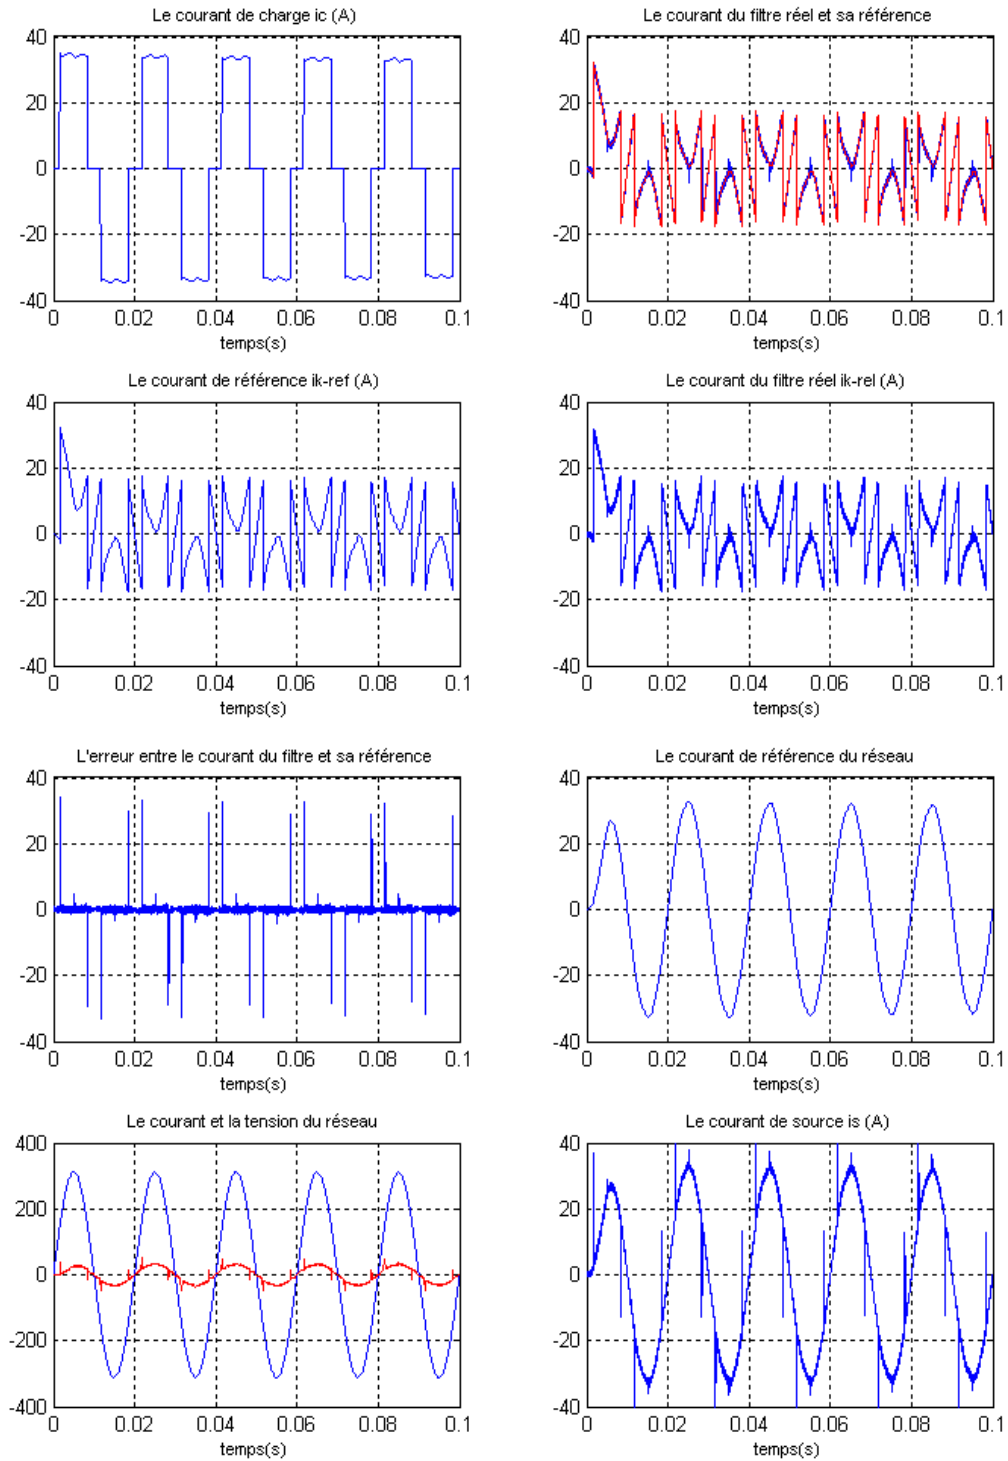 Le courant de charge ic (A)
40
20
0
-20
-40
0 0.02 0.04 0.06 0.08 0.1
temps(s)
Le courant du filtre réel et sa référence
40
20
0
-20
-40
0 0.02 0.04 0.06 0.08 0.1
temps(s)
Le courant de référence ik-ref (A)
40
20
0
-20
-40
0 0.02 0.04 0.06 0.08 0.1
temps(s)
Le courant du filtre réel ik-rel (A)
40
20
0
-20
-40
0 0.02 0.04 0.06 0.08 0.1
temps(s)
L'erreur entre le courant du filtre et sa référence
40
20
0
-20
-40
0 0.02 0.04 0.06 0.08 0.1
temps(s)
Le courant de référence du réseau
40
20
0
-20
-40
0 0.02 0.04 0.06 0.08 0.1
temps(s)
Le courant et la tension du réseau
400
200
0
-200
-400
0 0.02 0.04 0.06 0.08 0.1
temps(s)
Le courant de source is (A)
40
20
0
-20
-40
0 0.02 0.04 0.06 0.08 0.1
temps(s)